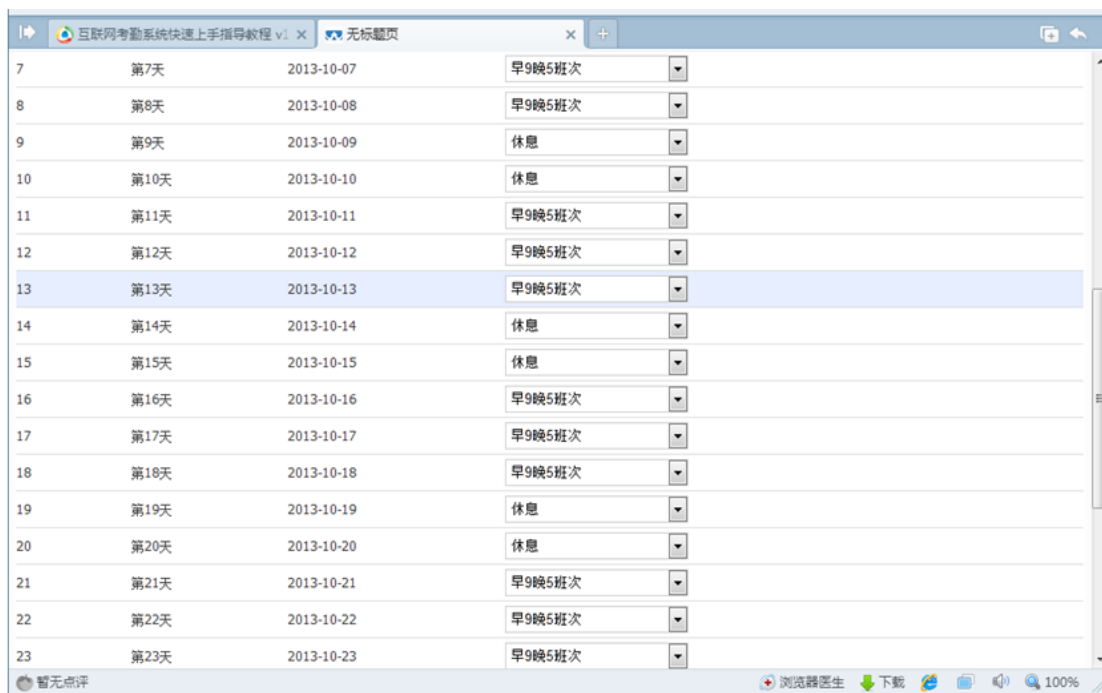 互联网考勤系统快速上手指导教程 v1 无标题页
7 第7天 2013-10-07 早9晚5班次
8 第8天 2013-10-08 早9晚5班次
9 第9天 2013-10-09 休息
10 第10天 2013-10-10 休息
11 第11天 2013-10-11 早9晚5班次
12 第12天 2013-10-12 早9晚5班次
13 第13天 2013-10-13 早9晚5班次
14 第14天 2013-10-14 休息
15 第15天 2013-10-15 休息
16 第16天 2013-10-16 早9晚5班次
17 第17天 2013-10-17 早9晚5班次
18 第18天 2013-10-18 早9晚5班次
19 第19天 2013-10-19 休息
20 第20天 2013-10-20 休息
21 第21天 2013-10-21 早9晚5班次
22 第22天 2013-10-22 早9晚5班次
23 第23天 2013-10-23 早9晚5班次
暂无点评 浏览器医生 下载 100%